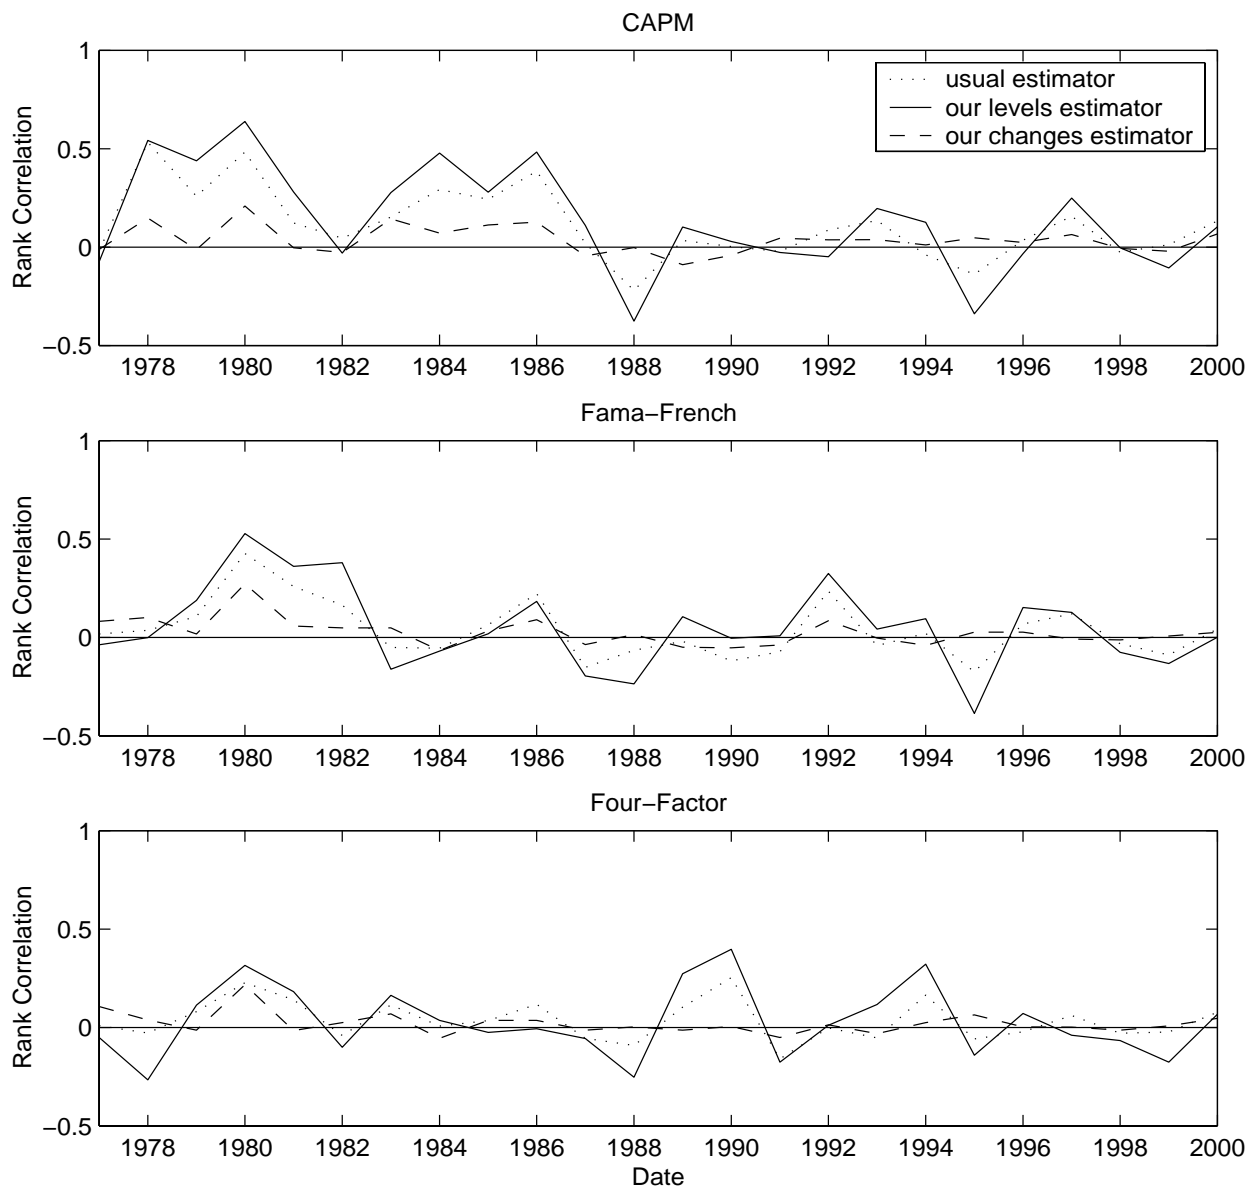 CAPM
1
0.5
0
−0.5
Rank Correlation
usual estimator
our levels estimator
our changes estimator
1978 1980 1982 1984 1986 1988 1990 1992 1994 1996 1998 2000
Fama−French
1
0.5
0
−0.5
Rank Correlation
1978 1980 1982 1984 1986 1988 1990 1992 1994 1996 1998 2000
Four−Factor
1
0.5
0
−0.5
Rank Correlation
1978 1980 1982 1984 1986 1988 1990 1992 1994 1996 1998 2000
Date